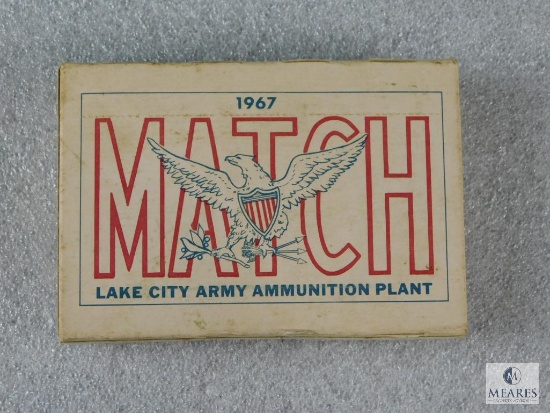 1967
MATCH
LAKE CITY ARMY AMMUNITION PLANT
M
MEARES